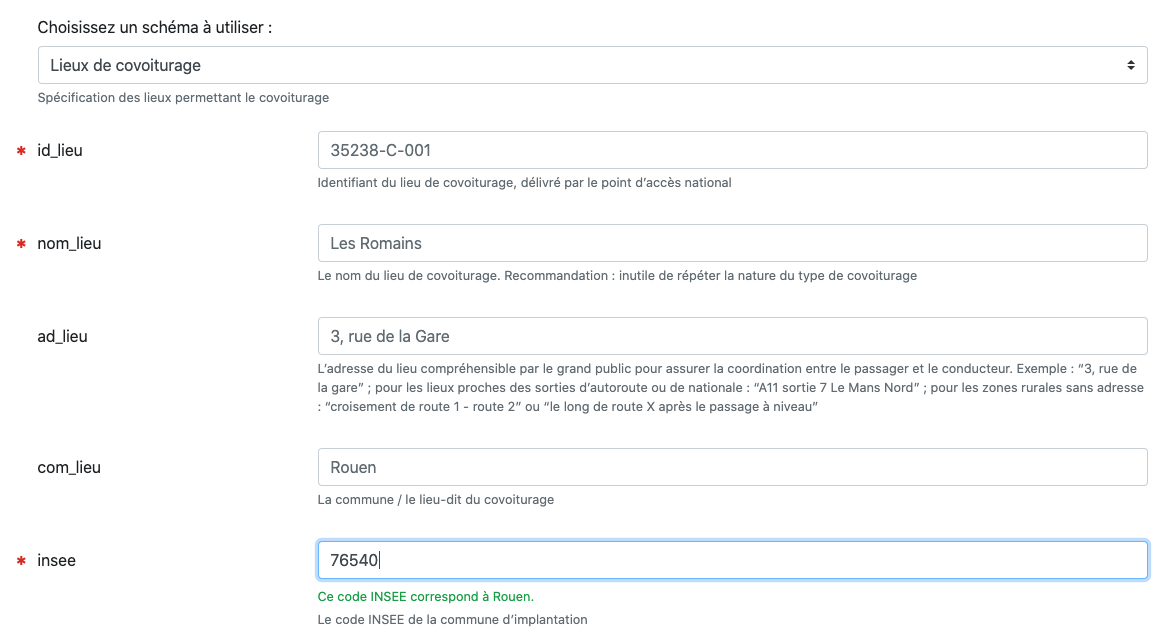 Choisissez un schéma à utiliser :
Lieux de covoiturage
Spécification des lieux permettant le covoiturage
* id_lieu
35238-C-001
Identifiant du lieu de covoiturage, délivré par le point d’accès national
* nom_lieu
Les Romains
Le nom du lieu de covoiturage. Recommandation : inutile de répéter la nature du type de covoiturage
ad_lieu
3, rue de la Gare
L’adresse du lieu compréhensible par le grand public pour assurer la coordination entre le passager et le conducteur. Exemple : “3, rue de
la gare” ; pour les lieux proches des sorties d’autoroute ou de nationale : “A11 sortie 7 Le Mans Nord” ; pour les zones rurales sans adresse
: “croisement de route 1 - route 2” ou “le long de route X après le passage à niveau”
com_lieu
Rouen
La commune / le lieu-dit du covoiturage
* insee
76540
Ce code INSEE correspond à Rouen.
Le code INSEE de la commune d’implantation